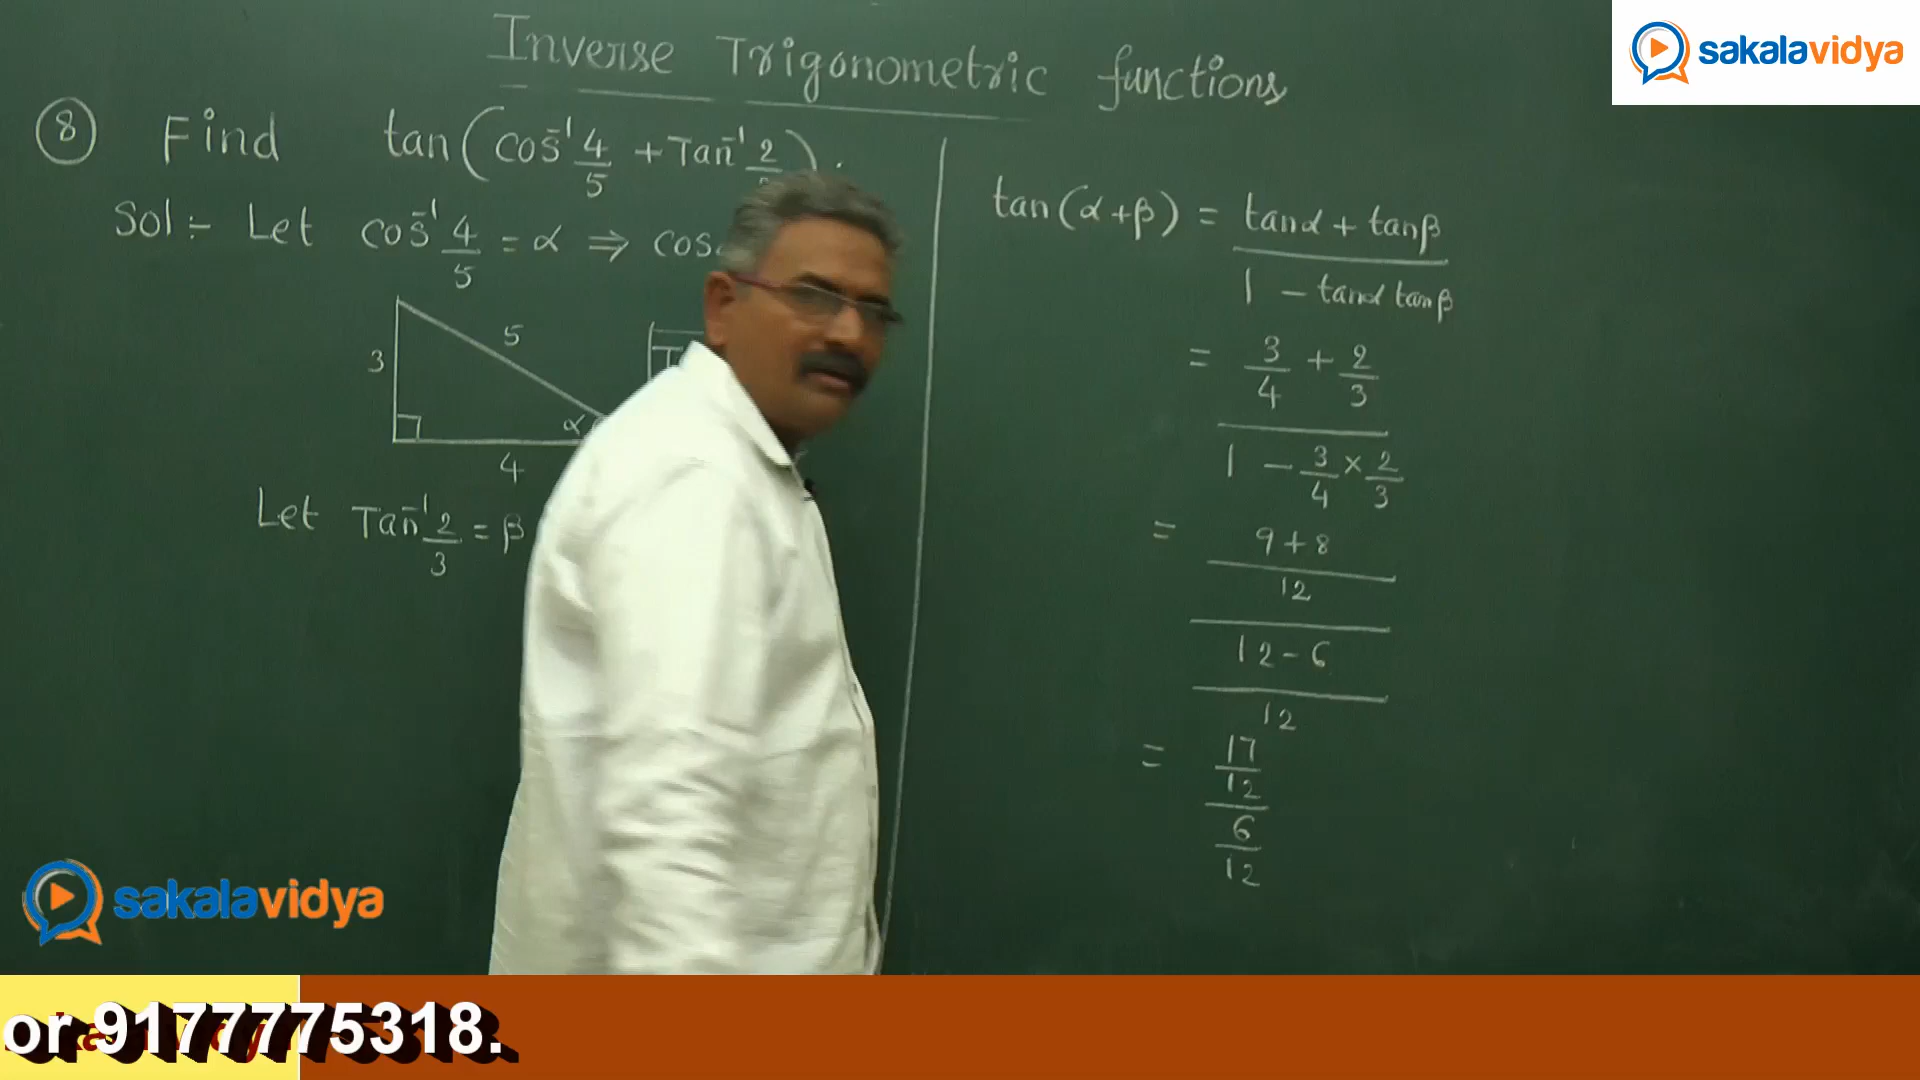 Inverse Trigonometric functions
sakalavidya
8 Find tan(cos⁻¹ 4/5 + Tan⁻¹ 2/
Sol:- Let cos⁻¹ 4/5 = α ⇒ cos
3
5
α
4
Let Tan⁻¹ 2/3 = β
tan(α+β) = tanα + tanβ
1 - tanα tanβ
= 3/4 + 2/3
1 - 3/4 × 2/3
= 9+8
12
12-6
12
= 17
12
6
12
sakalavidya
or 9177775318.